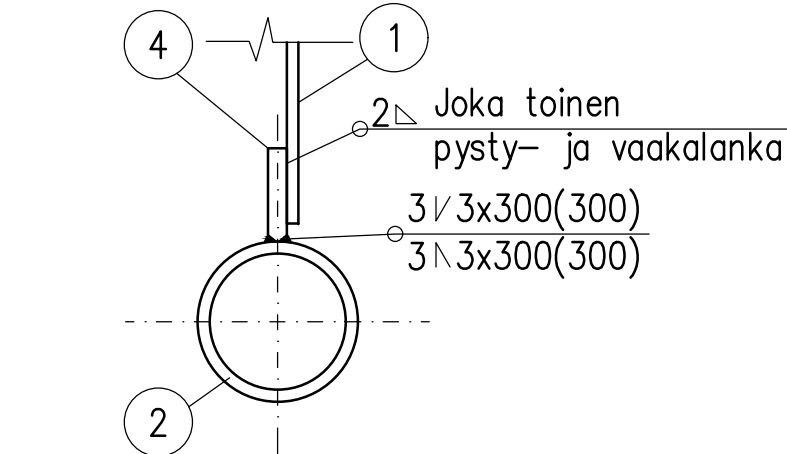 4
1
2 Joka toinen
pysty- ja vaakalanka
3 3x300(300)
3 3x300(300)
2